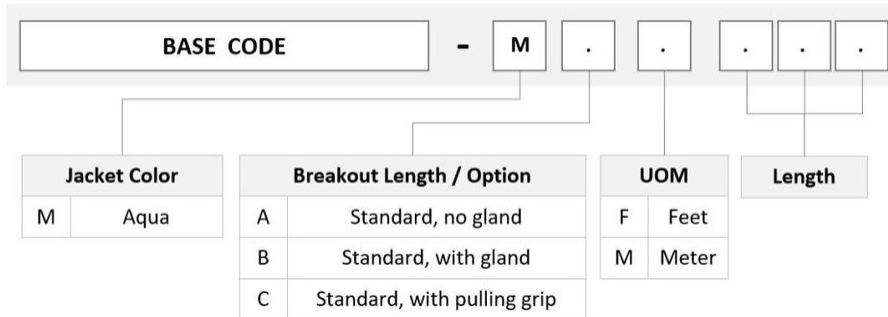 BASE CODE - M . . . . .
Jacket Color
M Aqua
Breakout Length / Option
A Standard, no gland
B Standard, with gland
C Standard, with pulling grip
UOM
F Feet
M Meter
Length